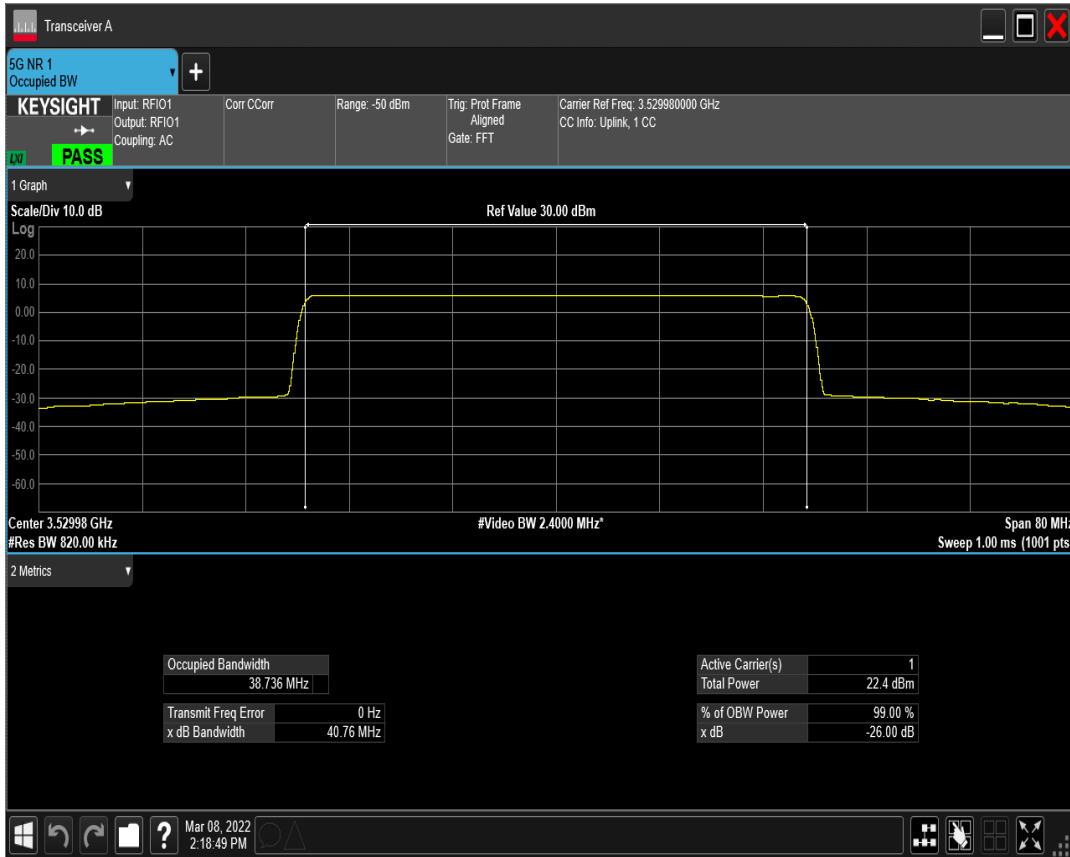 Transceiver A
5G NR 1
Occupied BW
KEYSIGHT
LXI
PASS
Input: RFIO1
Output: RFIO1
Coupling: AC
Corr CCorr
Range: -50 dBm
Trig: Prot Frame
Aligned
Gate: FFT
Carrier Ref Freq: 3.529980000 GHz
CC Info: Uplink, 1 CC
1 Graph
Scale/Div 10.0 dB
Ref Value 30.00 dBm
Log
20.0
10.0
0.00
-10.0
-20.0
-30.0
-40.0
-50.0
-60.0
Center 3.52998 GHz
#Video BW 2.4000 MHz*
Span 80 MHz
#Res BW 820.00 kHz
Sweep 1.00 ms (1001 pts
2 Metrics
Occupied Bandwidth
38.736 MHz
Transmit Freq Error 0 Hz
x dB Bandwidth 40.76 MHz
Active Carrier(s) 1
Total Power 22.4 dBm
% of OBW Power 99.00 %
x dB -26.00 dB
?
Mar 08, 2022
2:18:49 PM